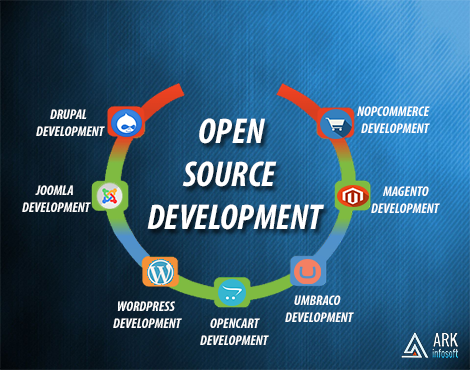 OPEN
SOURCE
DEVELOPMENT
DRUPAL
DEVELOPMENT
JOOMLA
DEVELOPMENT
WORDPRESS
DEVELOPMENT
OPENCART
DEVELOPMENT
UMBRACO
DEVELOPMENT
MAGENTO
DEVELOPMENT
NOPCOMMERCE
DEVELOPMENT
ARK
infosoft